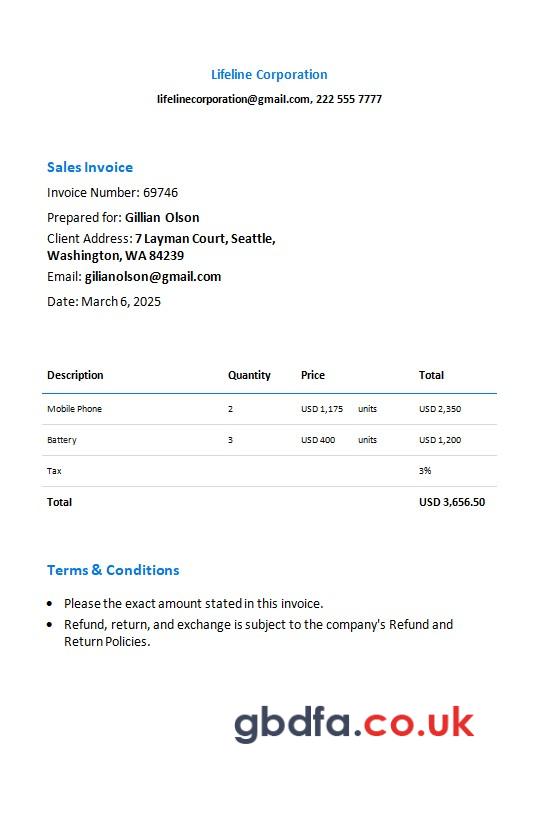 Lifeline Corporation
lifelinecorporation@gmail.com, 222 555 7777
Sales Invoice
Invoice Number: 69746
Prepared for: Gillian Olson
Client Address: 7 Layman Court, Seattle,
Washington, WA 84239
Email: gilianolson@gmail.com
Date: March 6, 2025
Description Quantity Price Total
Mobile Phone 2 USD 1,175 units USD 2,350
Battery 3 USD 400 units USD 1,200
Tax 3%
Total USD 3,656.50
Terms & Conditions
• Please the exact amount stated in this invoice.
• Refund, return, and exchange is subject to the company's Refund and
Return Policies.
gbdfa.co.uk